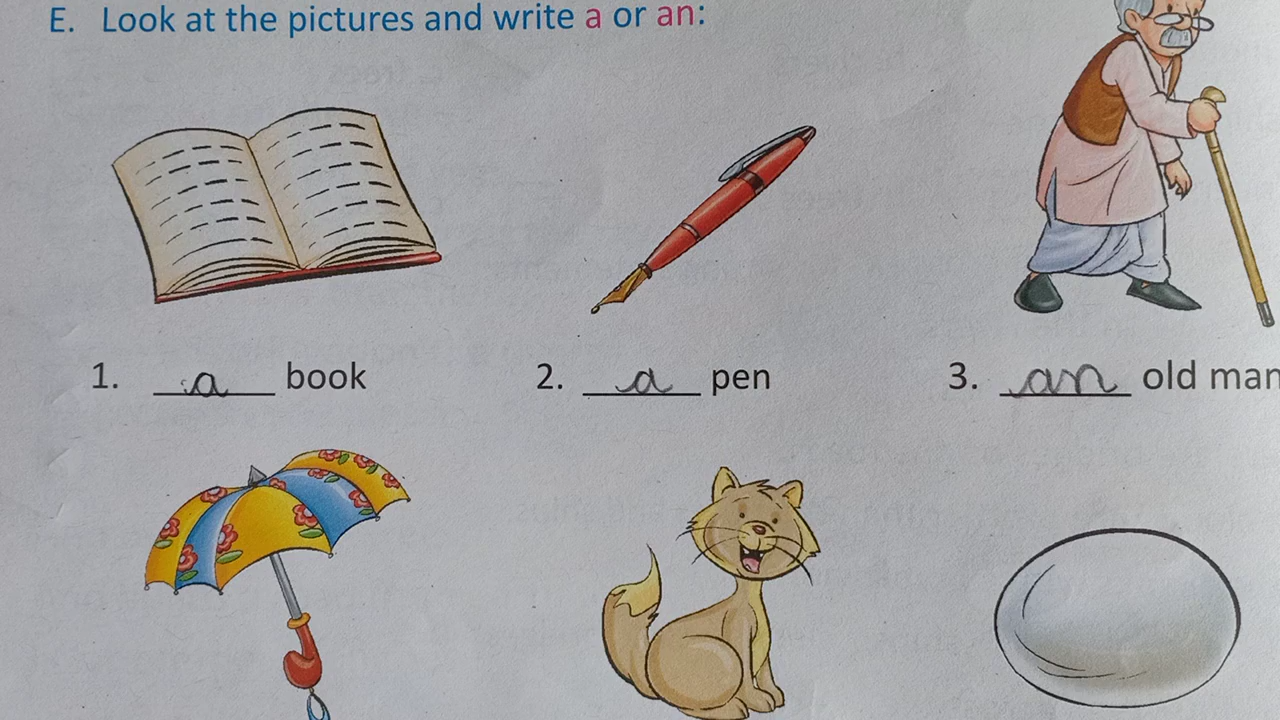 E. Look at the pictures and write a or an:
1. a book 2. a pen 3. an old man